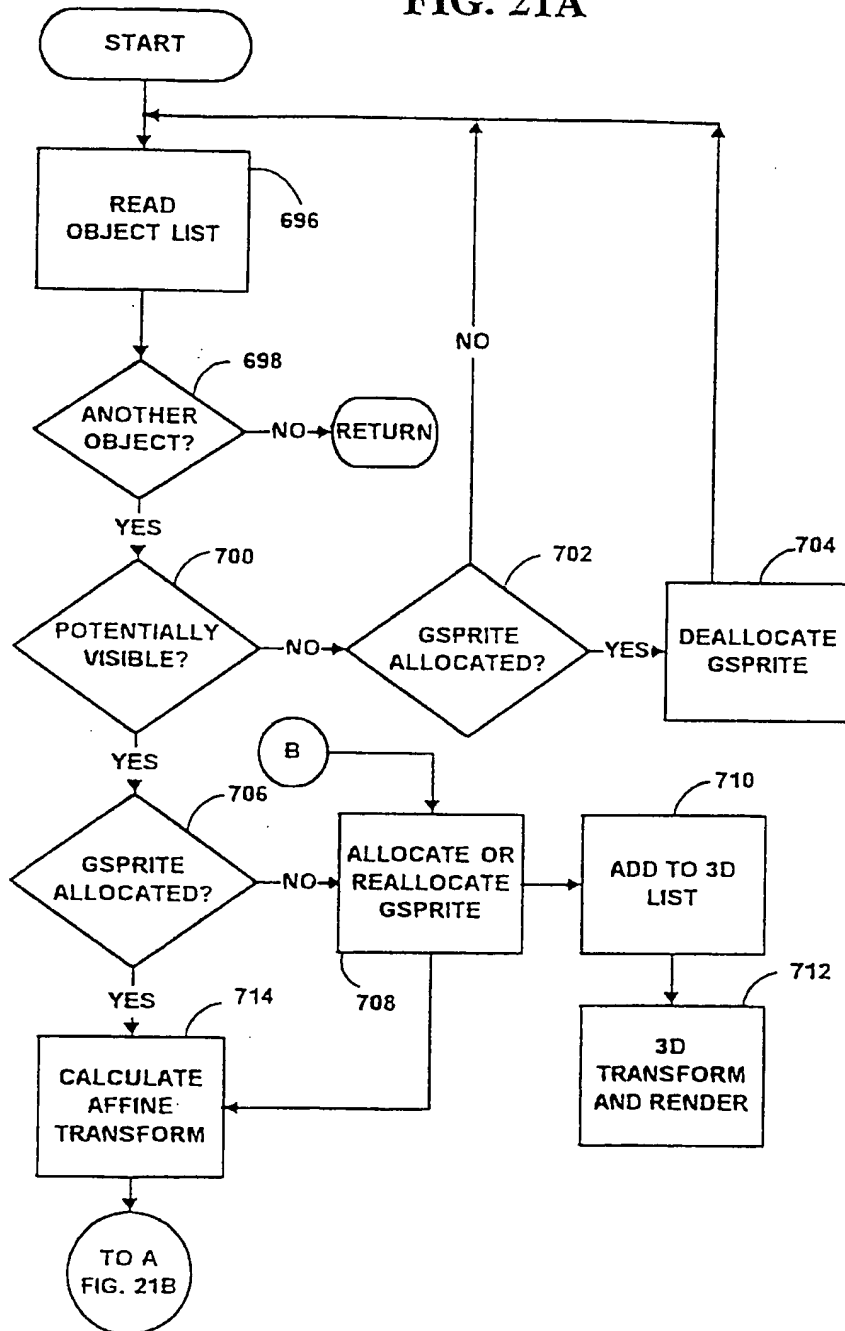 FIG. 21A
START
READ
OBJECT LIST
696
NO
698
ANOTHER
OBJECT?
NO
RETURN
YES
700
702
704
POTENTIALLY
VISIBLE?
NO
GSPRITE
ALLOCATED?
YES
DEALLOCATE
GSPRITE
YES
B
706
710
GSPRITE
ALLOCATED?
NO
ALLOCATE OR
REALLOCATE
GSPRITE
ADD TO 3D
LIST
YES
714
708
712
CALCULATE
AFFINE
TRANSFORM
3D
TRANSFORM
AND RENDER
TO A
FIG. 21B